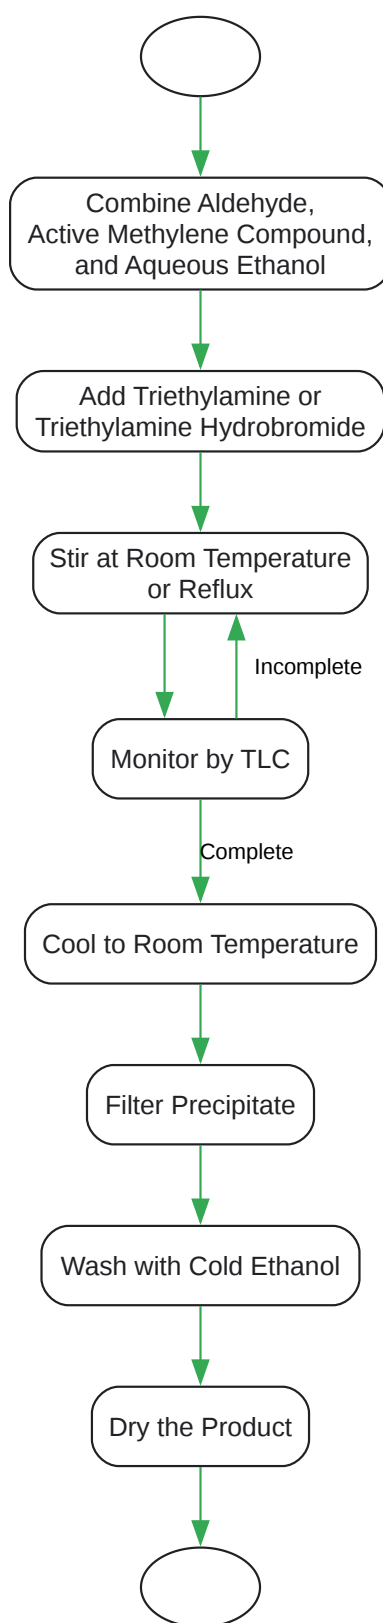 Combine Aldehyde,
Active Methylene Compound,
and Aqueous Ethanol
Add Triethylamine or
Triethylamine Hydrobromide
Stir at Room Temperature
or Reflux
Incomplete
Monitor by TLC
Complete
Cool to Room Temperature
Filter Precipitate
Wash with Cold Ethanol
Dry the Product